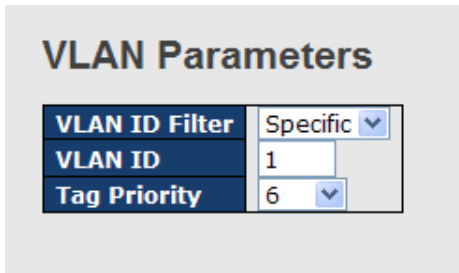 VLAN Parameters
VLAN ID Filter Specific
VLAN ID 1
Tag Priority 6